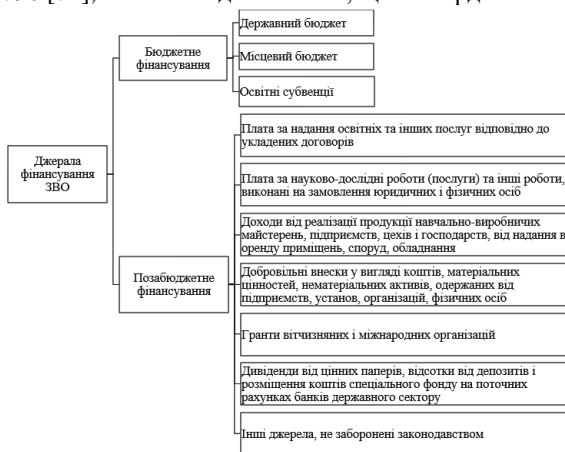 Державний бюджет
Бюджетне
фінансування
Місцевий бюджет
Освітні субвенції
Джерала
фінансування
ЗВО
Плата за надання освітніх та інших послуг відповідно до
укладених договорів
Плата за науково-дослідні роботи (послуги) та інші роботи,
виконані на замовлення юридичних і фізичних осіб
Доходи від реалізації продукції навчально-виробничих
майстерень, підприємств, цехів і господарств, від надання в
оренду приміщень, споруд, обладнання
Позабюджетне
фінансування
Добровільні внески у вигляді коштів, матеріальних
цінностей, нематеріальних активів, одержаних від
підприємств, установ, організацій, фізичних осіб
Гранти вітчизняних і міжнародних організацій
Дивіденди від цінних паперів, відсотки від депозитів і
розміщення коштів спеціального фонду на поточних
рахунках банків державного сектору
Інші джерела, не заборонені законодавством